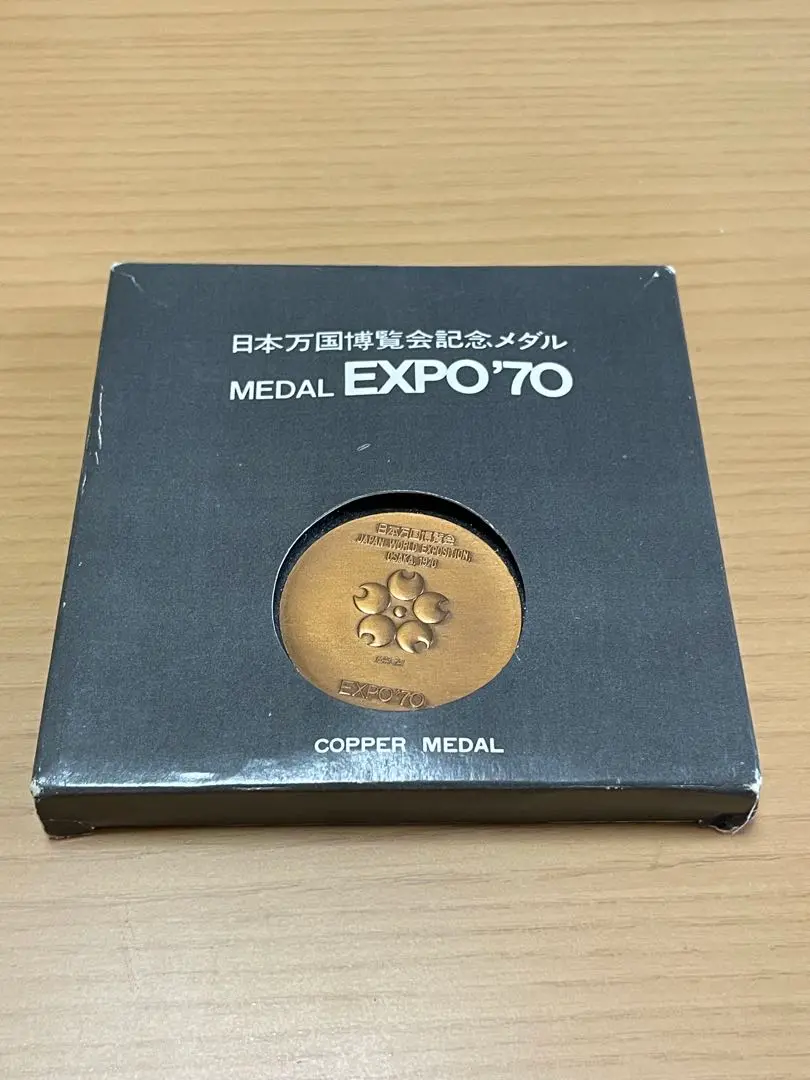 日本万国博覧会記念メダル
MEDAL EXPO'70
日本万国博覧会
JAPAN WORLD EXPOSITION,
OSAKA, 1970
EXPO'70
COPPER MEDAL